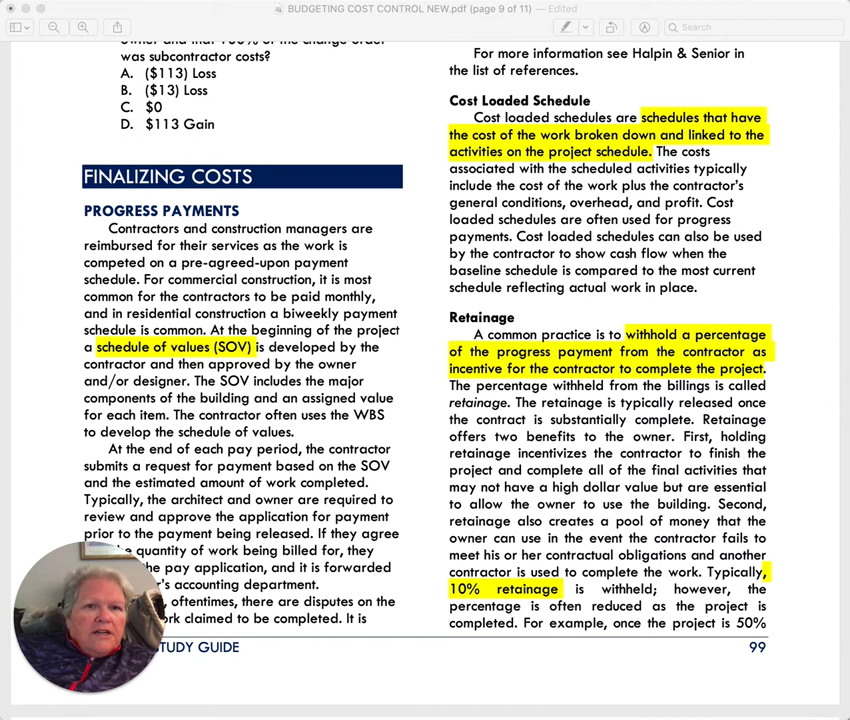 BUDGETING COST CONTROL NEW.pdf (page 9 of 11) — Edited
Search
was subcontractor costs?
A. ($113) Loss
B. ($13) Loss
C. $0
D. $113 Gain
FINALIZING COSTS
PROGRESS PAYMENTS
Contractors and construction managers are
reimbursed for their services as the work is
competed on a pre-agreed-upon payment
schedule. For commercial construction, it is most
common for the contractors to be paid monthly,
and in residential construction a biweekly payment
schedule is common. At the beginning of the project
a schedule of values (SOV) is developed by the
contractor and then approved by the owner
and/or designer. The SOV includes the major
components of the building and an assigned value
for each item. The contractor often uses the WBS
to develop the schedule of values.
At the end of each pay period, the contractor
submits a request for payment based on the SOV
and the estimated amount of work completed.
Typically, the architect and owner are required to
review and approve the application for payment
prior to the payment being released. If they agree
quantity of work being billed for, they
the pay application, and it is forwarded
accounting department.
oftentimes, there are disputes on the
claimed to be completed. It is
STUDY GUIDE
For more information see Halpin & Senior in
the list of references.
Cost Loaded Schedule
Cost loaded schedules are schedules that have
the cost of the work broken down and linked to the
activities on the project schedule. The costs
associated with the scheduled activities typically
include the cost of the work plus the contractor's
general conditions, overhead, and profit. Cost
loaded schedules are often used for progress
payments. Cost loaded schedules can also be used
by the contractor to show cash flow when the
baseline schedule is compared to the most current
schedule reflecting actual work in place.
Retainage
A common practice is to withhold a percentage
of the progress payment from the contractor as
incentive for the contractor to complete the project.
The percentage withheld from the billings is called
retainage. The retainage is typically released once
the contract is substantially complete. Retainage
offers two benefits to the owner. First, holding
retainage incentivizes the contractor to finish the
project and complete all of the final activities that
may not have a high dollar value but are essential
to allow the owner to use the building. Second,
retainage also creates a pool of money that the
owner can use in the event the contractor fails to
meet his or her contractual obligations and another
contractor is used to complete the work. Typically,
10% retainage is withheld; however, the
percentage is often reduced as the project is
completed. For example, once the project is 50%
99